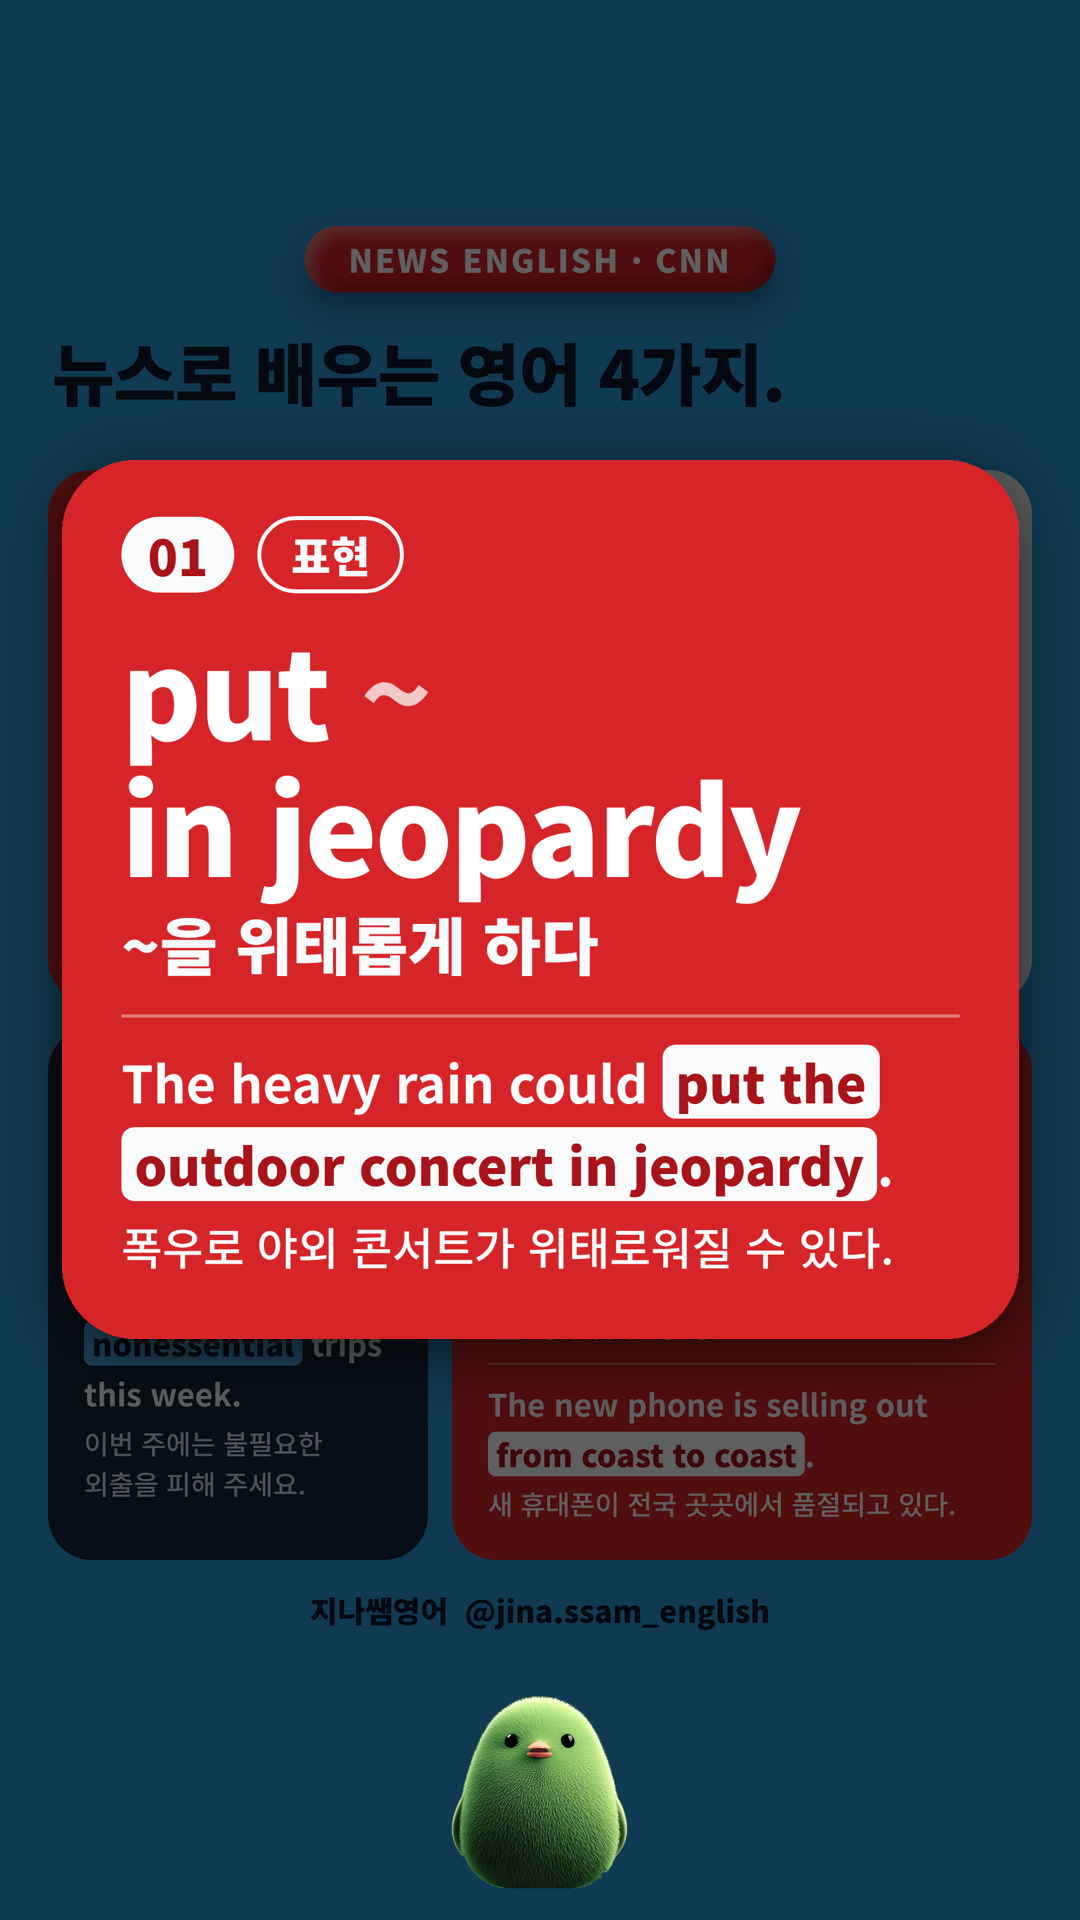 NEWS ENGLISH · CNN
뉴스로 배우는 영어 4가지.
01 표현
put ~
in jeopardy
~을 위태롭게 하다
The heavy rain could put the
outdoor concert in jeopardy.
폭우로 야외 콘서트가 위태로워질 수 있다.
nonessential trips
this week.
이번 주에는 불필요한
외출을 피해 주세요.
The new phone is selling out
from coast to coast.
새 휴대폰이 전국 곳곳에서 품절되고 있다.
지나쌤영어 @jina.ssam_english